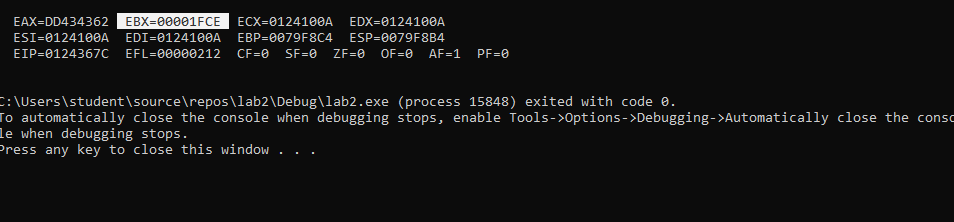 EAX=DD434362 EBX=00001FCE ECX=0124100A EDX=0124100A
ESI=0124100A EDI=0124100A EBP=0079F8C4 ESP=0079F8B4
EIP=0124367C EFL=00000212 CF=0 SF=0 ZF=0 OF=0 AF=1 PF=0
C:\Users\student\source\repos\lab2\Debug\lab2.exe (process 15848) exited with code 0.
To automatically close the console when debugging stops, enable Tools->Options->Debugging->Automatically close the conso
le when debugging stops.
Press any key to close this window . . .